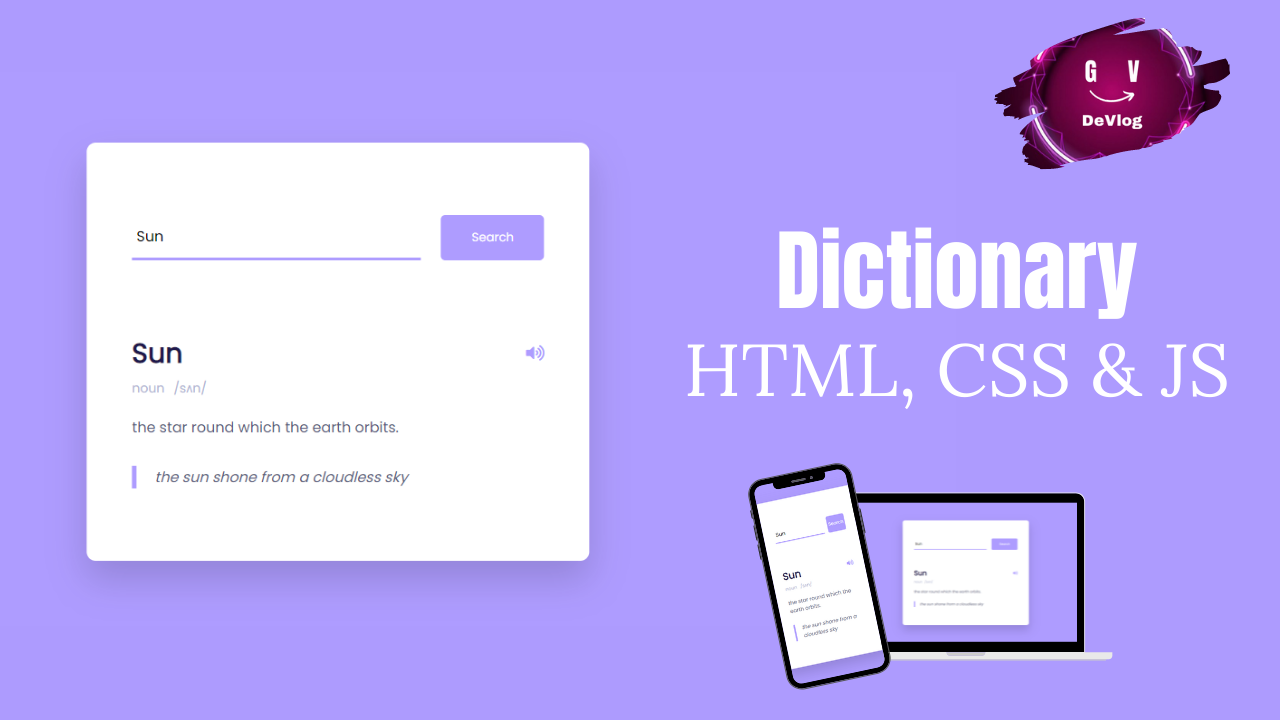 G V
DeVlog
Sun
Search
Sun
noun /sʌn/
the star round which the earth orbits.
the sun shone from a cloudless sky
Dictionary
HTML, CSS & JS
Sun
Search
Sun
noun /sʌn/
the star round which the
earth orbits.
the sun shone from a
cloudless sky
Sun
Search
Sun
noun /sʌn/
the star round which the earth orbits.
the sun shone from a cloudless sky